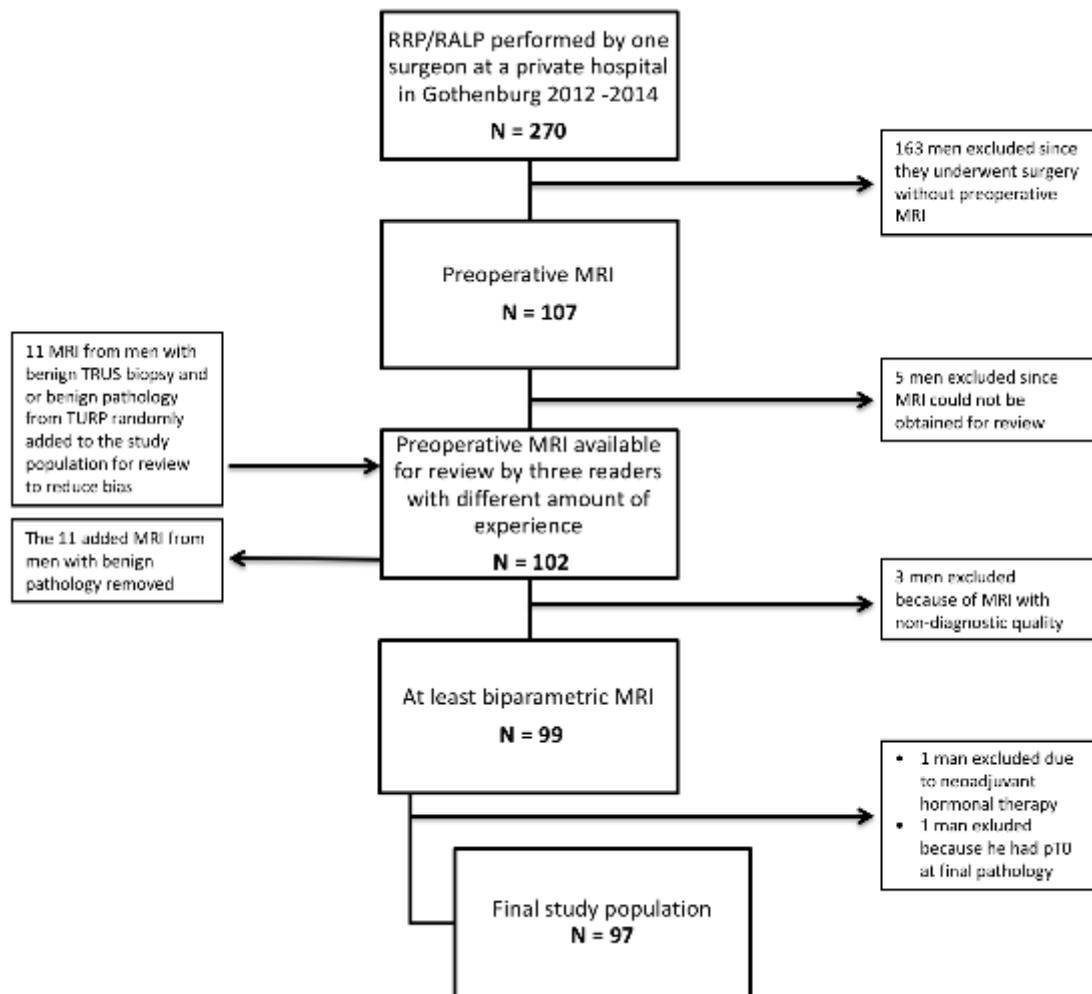 RRP/RALP performed by one
surgeon at a private hospital
in Gothenburg 2012 -2014
N = 270
163 men excluded since
they underwent surgery
without preoperative
MRI
Preoperative MRI
N = 107
11 MRI from men with
benign TRUS biopsy and
or benign pathology
from TURP randomly
added to the study
population for review
to reduce bias
5 men excluded since
MRI could not be
obtained for review
Preoperative MRI available
for review by three readers
with different amount of
experience
N = 102
The 11 added MRI from
men with benign
pathology removed
3 men excluded
because of MRI with
non-diagnostic quality
At least biparametric MRI
N = 99
• 1 man excluded due
to neoadjuvant
hormonal therapy
• 1 man exluded
because he had pT0
at final pathology
Final study population
N = 97